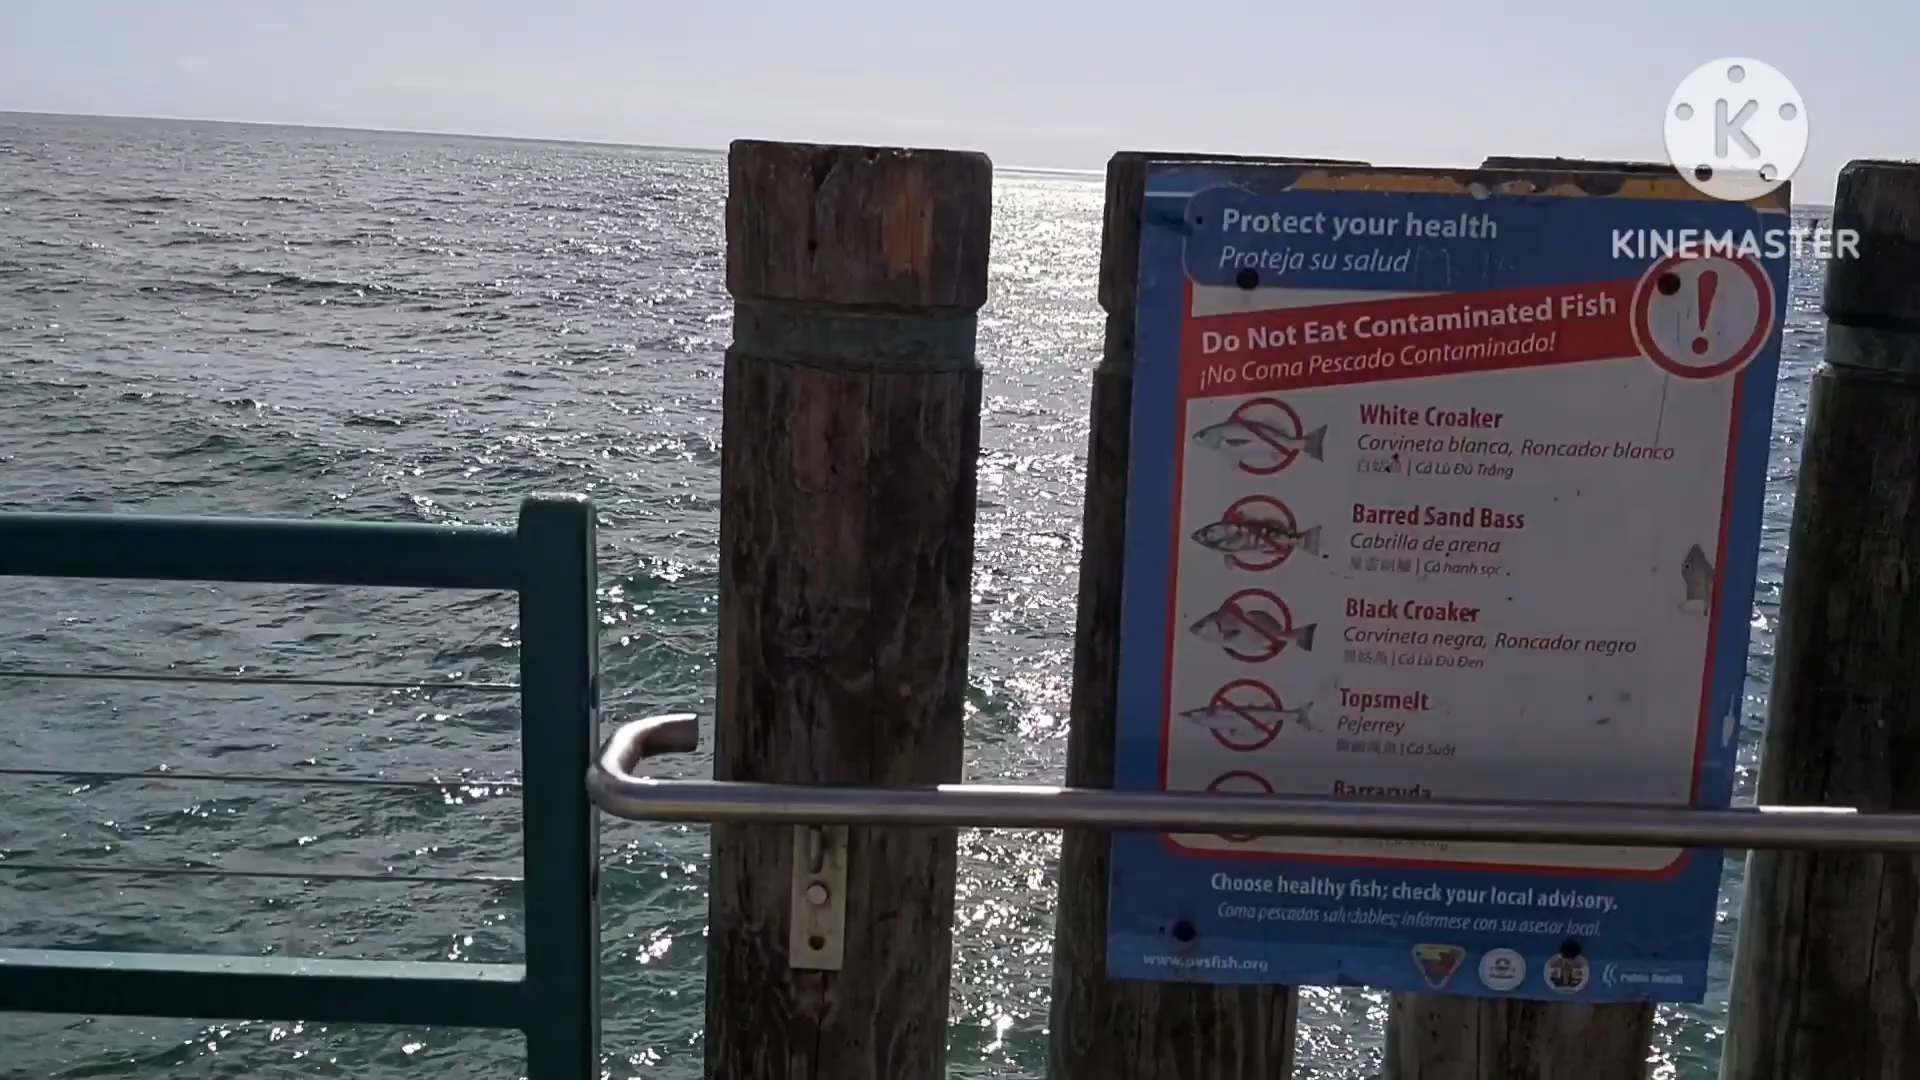 KINEMASTER
Protect your health
Proteja su salud
Do Not Eat Contaminated Fish
¡No Coma Pescado Contaminado!
White Croaker
Corvineta blanca, Roncador blanco
| Cá Lù Đù Trắng
Barred Sand Bass
Cabrilla de arena
| Cá hanh sọc
Black Croaker
Corvineta negra, Roncador negro
| Cá Lù Đù Đen
Topsmelt
Pejerrey
| Cá Suốt
Barracuda
Choose healthy fish; check your local advisory.
Coma pescados saludables; infórmese con su asesor local.
www.pvsfish.org
Public Health